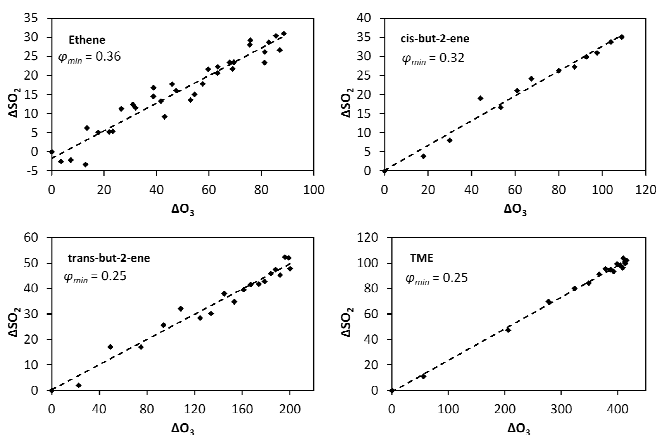 35
30
25
20
15
10
5
0
-5
ΔSO2
Ethene
φmin = 0.36
0 20 40 60 80 100
ΔO3
40
35
30
25
20
15
10
5
0
ΔSO2
cis-but-2-ene
φmin = 0.32
0 20 40 60 80 100 120
ΔO3
60
50
40
30
20
10
0
ΔSO2
trans-but-2-ene
φmin = 0.25
0 40 80 120 160 200
ΔO3
120
100
80
60
40
20
0
ΔSO2
TME
φmin = 0.25
0 100 200 300 400
ΔO3